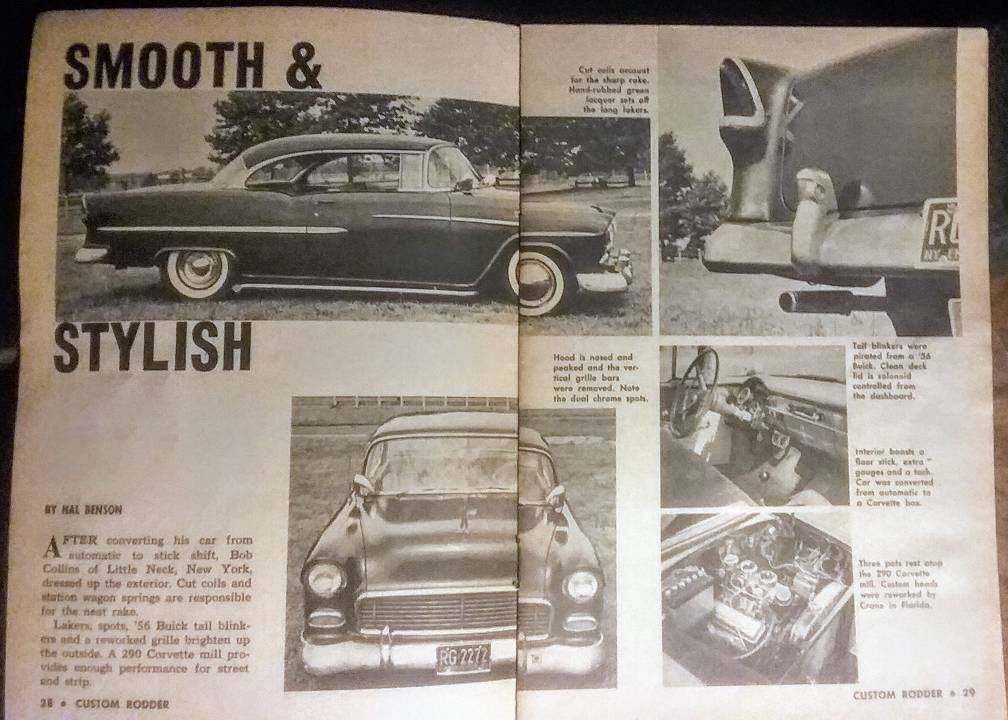 SMOOTH &
STYLISH
BY HAL BENSON
AFTER converting his car from
automatic to stick shift, Bob
Collins of Little Neck, New York,
dressed up the exterior. Cut coils and
station wagon springs are responsible
for the neat rake.
Lakers, spots, '56 Buick tail blink-
ers and a reworked grille brighten up
the outside. A 290 Corvette mill pro-
vides enough performance for street
and strip.
28 • CUSTOM RODDER
Cut coils account
for the sharp rake.
Hand-rubbed green
lacquer sets off
the long lakers.
Hood is nosed and
peaked and the ver-
tical grille bars
were removed. Note
the dual chrome spots.
RG 2272
Tail blinkers were
pirated from a '56
Buick. Clean deck
lid is solenoid
controlled from
the dashboard.
Interior boasts a
floor stick, extra
gauges and a tach.
Car was converted
from automatic to
a Corvette box.
Three pots rest atop
the 290 Corvette
mill. Custom heads
were reworked by
Crane in Florida.
CUSTOM RODDER • 29